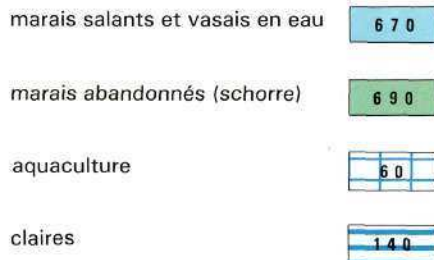 marais salants et vasais en eau 670
marais abandonnés (schorre) 690
aquaculture 60
claires 140